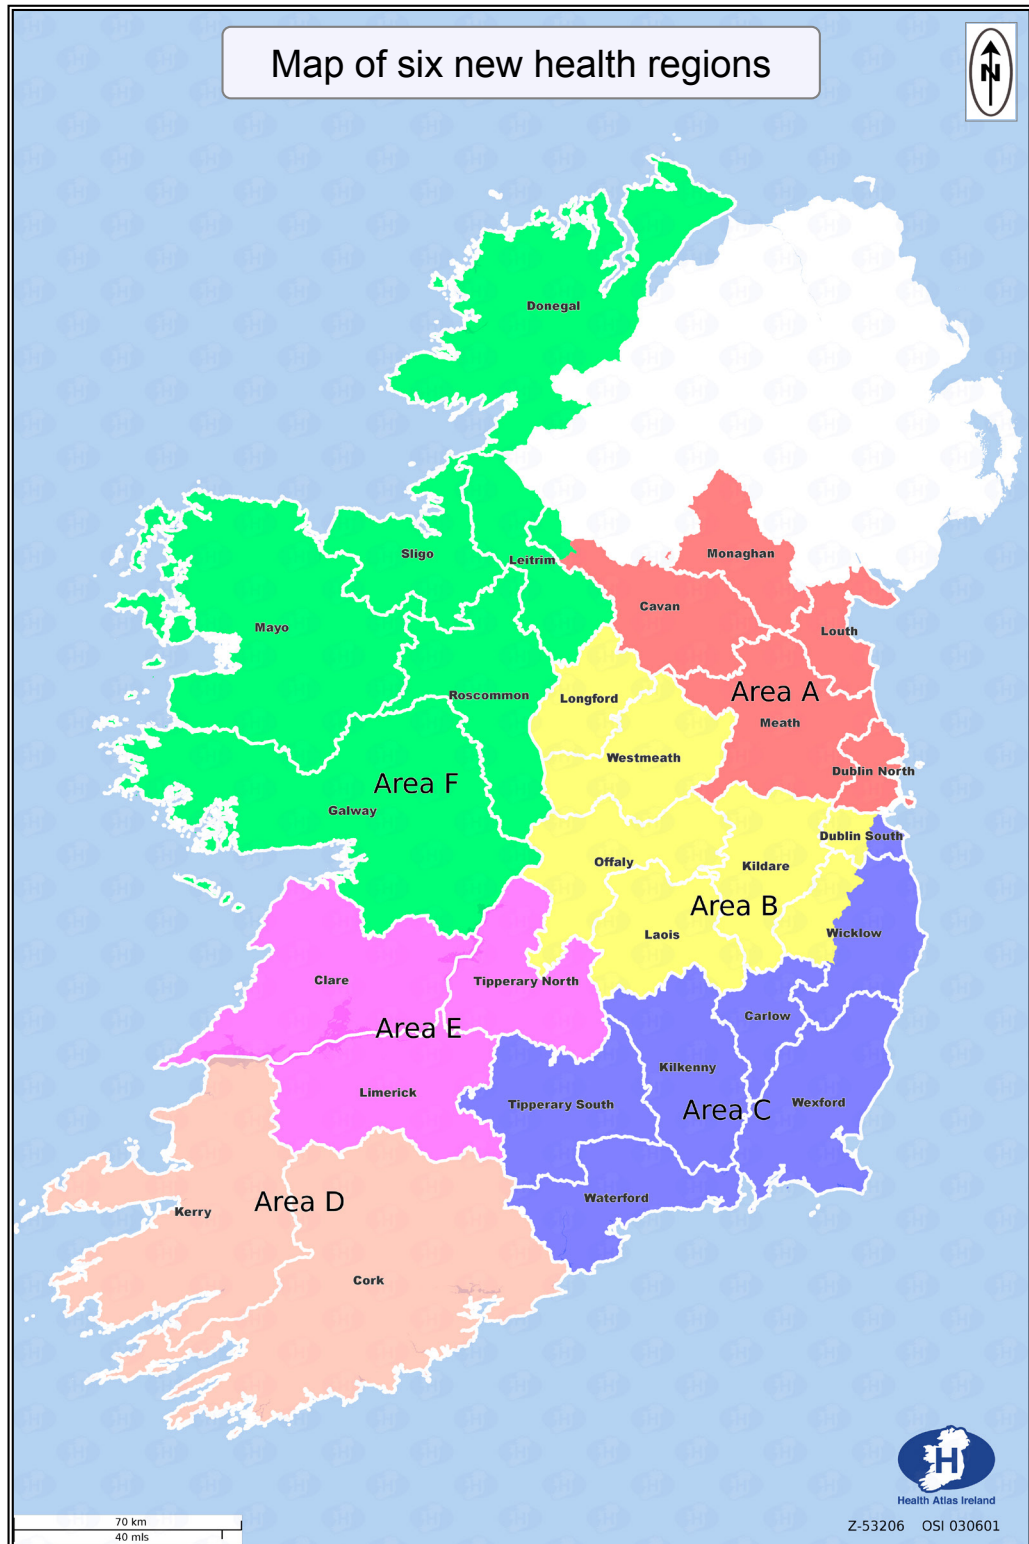 Map of six new health regions
N
Donegal
Monaghan
Sligo
Leitrim
Cavan
Mayo
Louth
Area A
Roscommon
Longford
Meath
Westmeath
Dublin North
Area F
Galway
Dublin South
Offaly
Kildare
Area B
Laois
Wicklow
Clare
Tipperary North
Carlow
Area E
Kilkenny
Limerick
Tipperary South
Area C
Wexford
Area D
Waterford
Kerry
Cork
H
Health Atlas Ireland
70 km
40 mls
Z-53206 OSI 030601